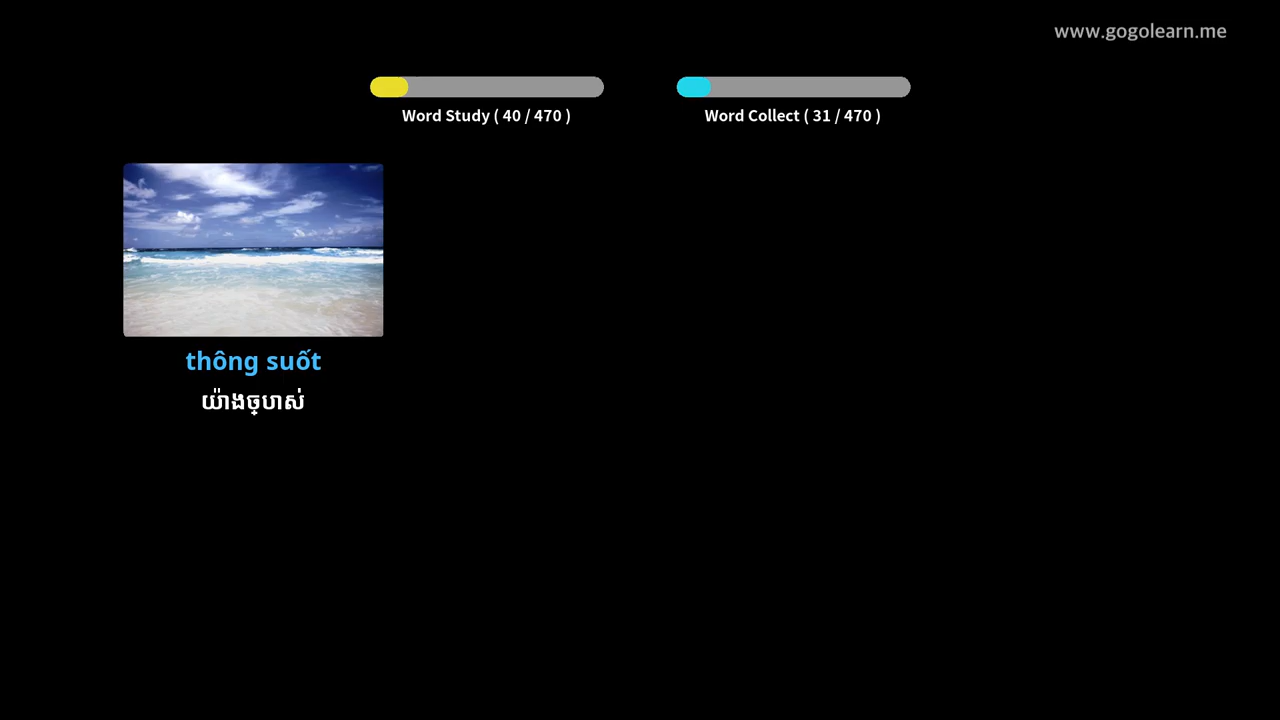 www.gogolearn.me
Word Study ( 40 / 470 )
Word Collect ( 31 / 470 )
thông suốt
យ៉ាងច្បាស់